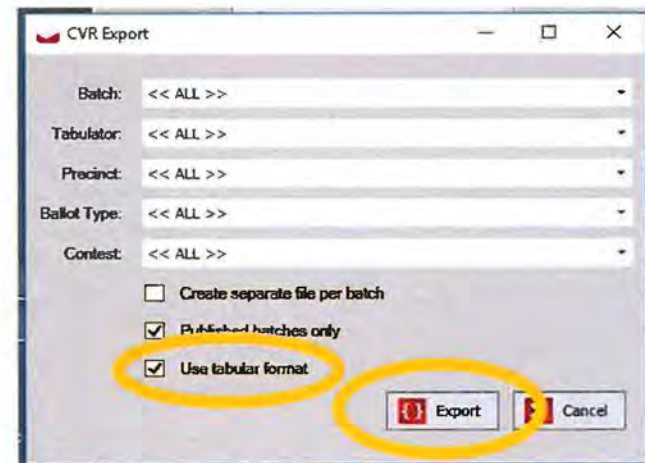 CVR Export
Batch: << ALL >>
Tabulator: << ALL >>
Precinct: << ALL >>
Ballot Type: << ALL >>
Contest: << ALL >>
Create separate file per batch
Published batches only
Use tabular format
Export Cancel